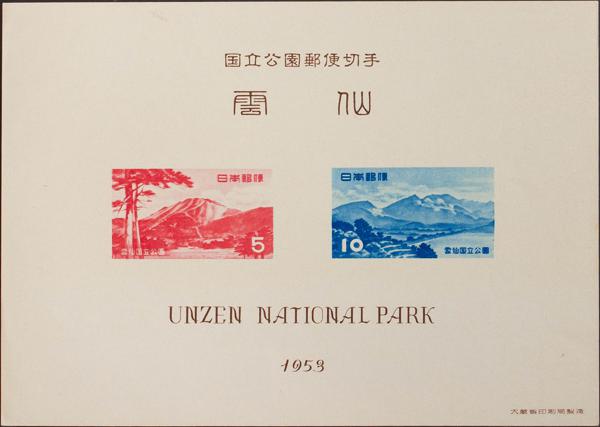 国立公園郵便切手
雲仙
日本郵便
5
雲仙国立公園
日本郵便
10
雲仙国立公園
UNZEN NATIONAL PARK
1953
大蔵省印刷局製造